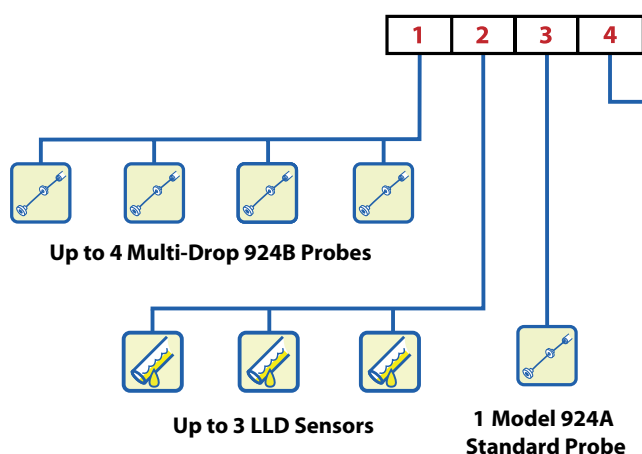 1 2 3 4
Up to 4 Multi-Drop 924B Probes
Up to 3 LLD Sensors
1 Model 924A
Standard Probe